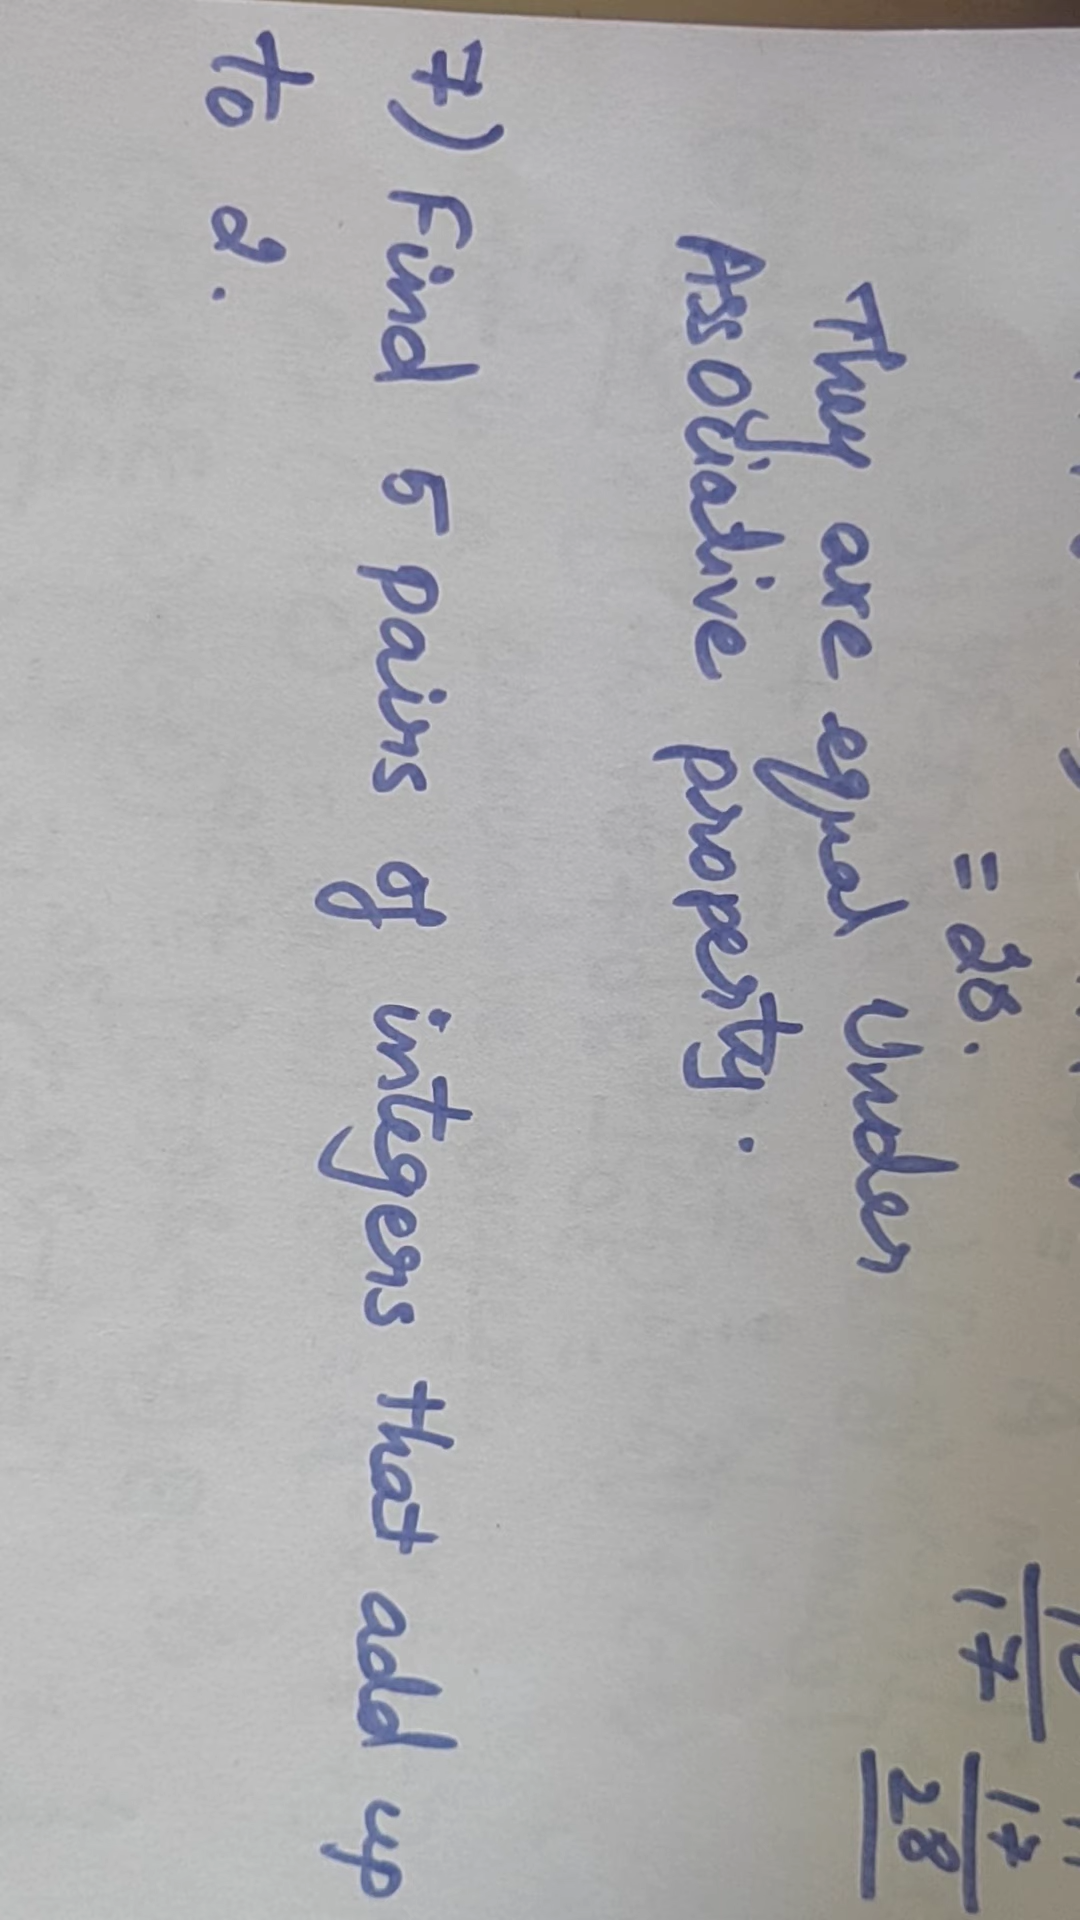 = 28.
They are equal Under
Associative property.
17
17
28
7) Find 5 pairs of integers that add up
to 2.